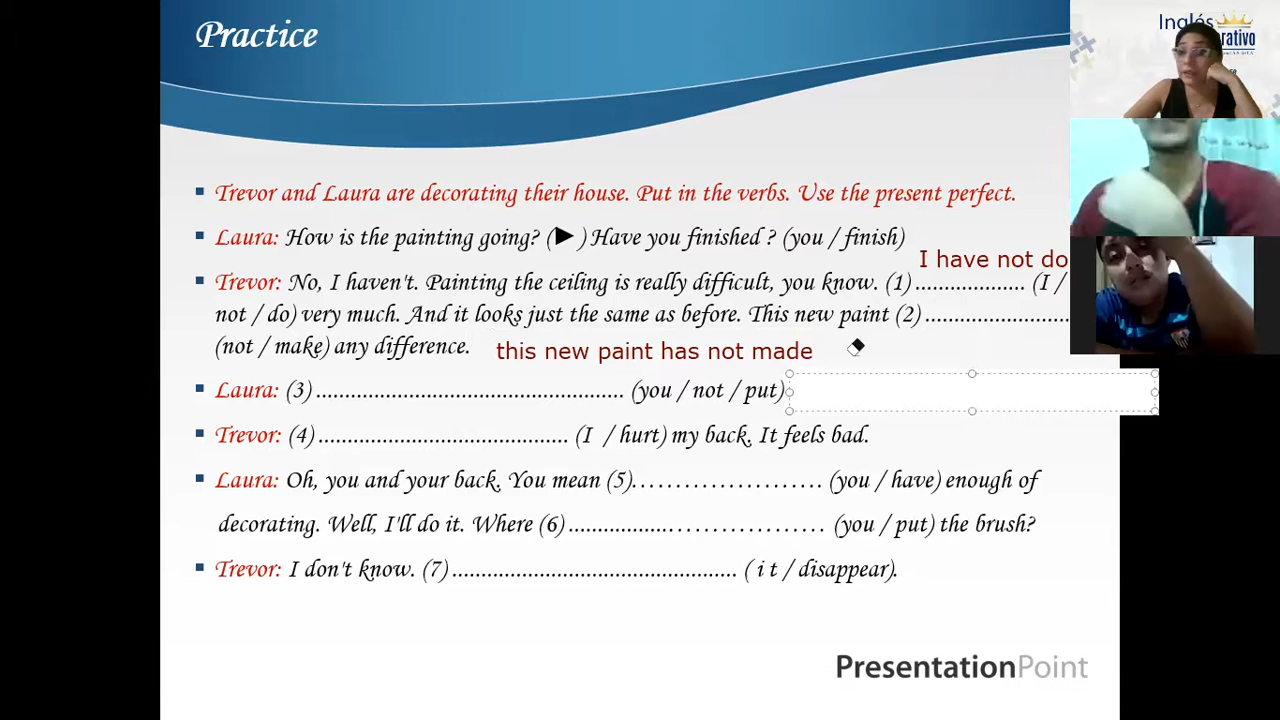 Practice
Inglés
rativo
Trevor and Laura are decorating their house. Put in the verbs. Use the present perfect.
Laura: How is the painting going? (► ) Have you finished ? (you / finish)
I have not do
Trevor: No, I haven't. Painting the ceiling is really difficult, you know. (1) ................... (I /
not / do) very much. And it looks just the same as before. This new paint (2) .........................
(not / make) any difference. this new paint has not made
Laura: (3) ..................................................... (you / not / put)
Trevor: (4) ........................................... (I / hurt) my back. It feels bad.
Laura: Oh, you and your back. You mean (5)........................ (you / have) enough of
decorating. Well, I'll do it. Where (6) .................................... (you / put) the brush?
Trevor: I don't know. (7) ................................................. ( i t / disappear).
PresentationPoint